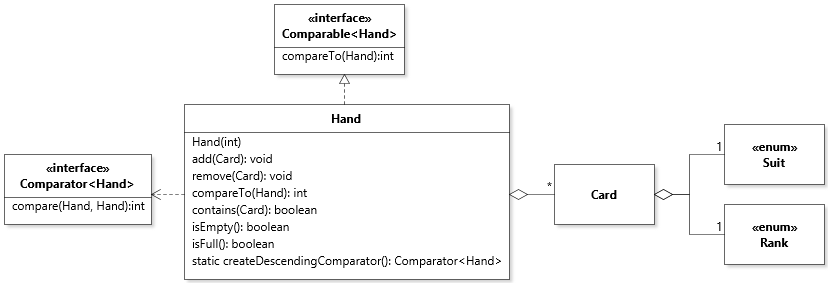 «interface»
Comparable<Hand>
compareTo(Hand):int
Hand
Hand(int)
add(Card): void
remove(Card): void
compareTo(Hand): int
contains(Card): boolean
isEmpty(): boolean
isFull(): boolean
static createDescendingComparator(): Comparator<Hand>
«interface»
Comparator<Hand>
compare(Hand, Hand):int
*
Card
1
«enum»
Suit
1
«enum»
Rank